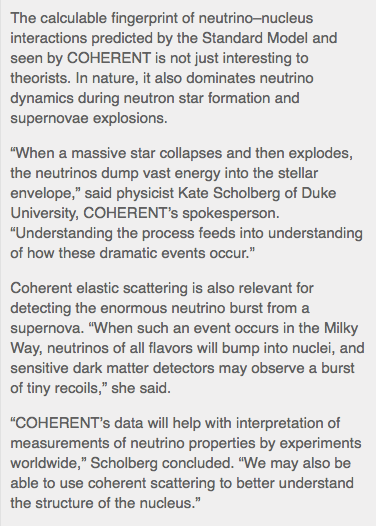 The calculable fingerprint of neutrino–nucleus
interactions predicted by the Standard Model and
seen by COHERENT is not just interesting to
theorists. In nature, it also dominates neutrino
dynamics during neutron star formation and
supernovae explosions.
“When a massive star collapses and then explodes,
the neutrinos dump vast energy into the stellar
envelope,” said physicist Kate Scholberg of Duke
University, COHERENT’s spokesperson.
“Understanding the process feeds into understanding
of how these dramatic events occur.”
Coherent elastic scattering is also relevant for
detecting the enormous neutrino burst from a
supernova. “When such an event occurs in the Milky
Way, neutrinos of all flavors will bump into nuclei, and
sensitive dark matter detectors may observe a burst
of tiny recoils,” she said.
“COHERENT’s data will help with interpretation of
measurements of neutrino properties by experiments
worldwide,” Scholberg concluded. “We may also be
able to use coherent scattering to better understand
the structure of the nucleus.”